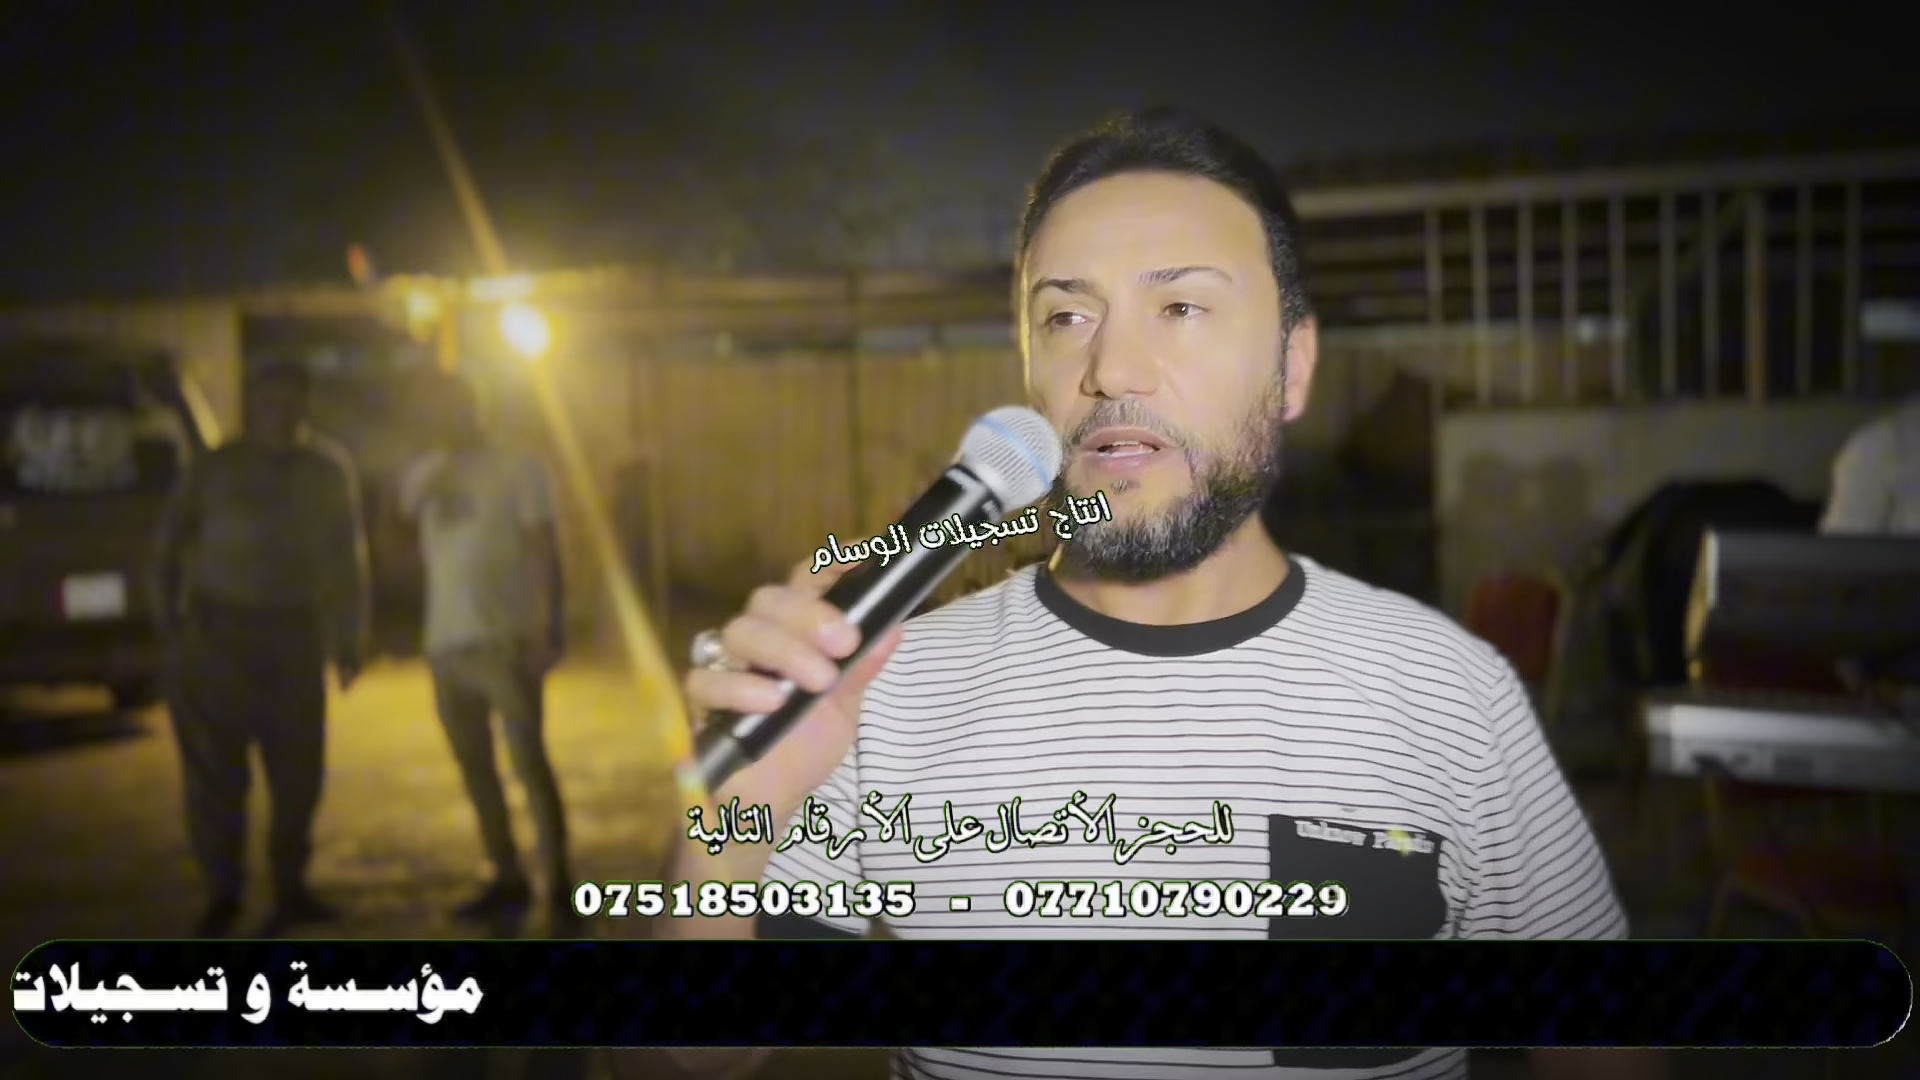 انتاج تسجيلات الوسام
للحجز الأتصال على الأرقام التالية
07518503135 - 07710790229
مؤسسة و تسجيلات